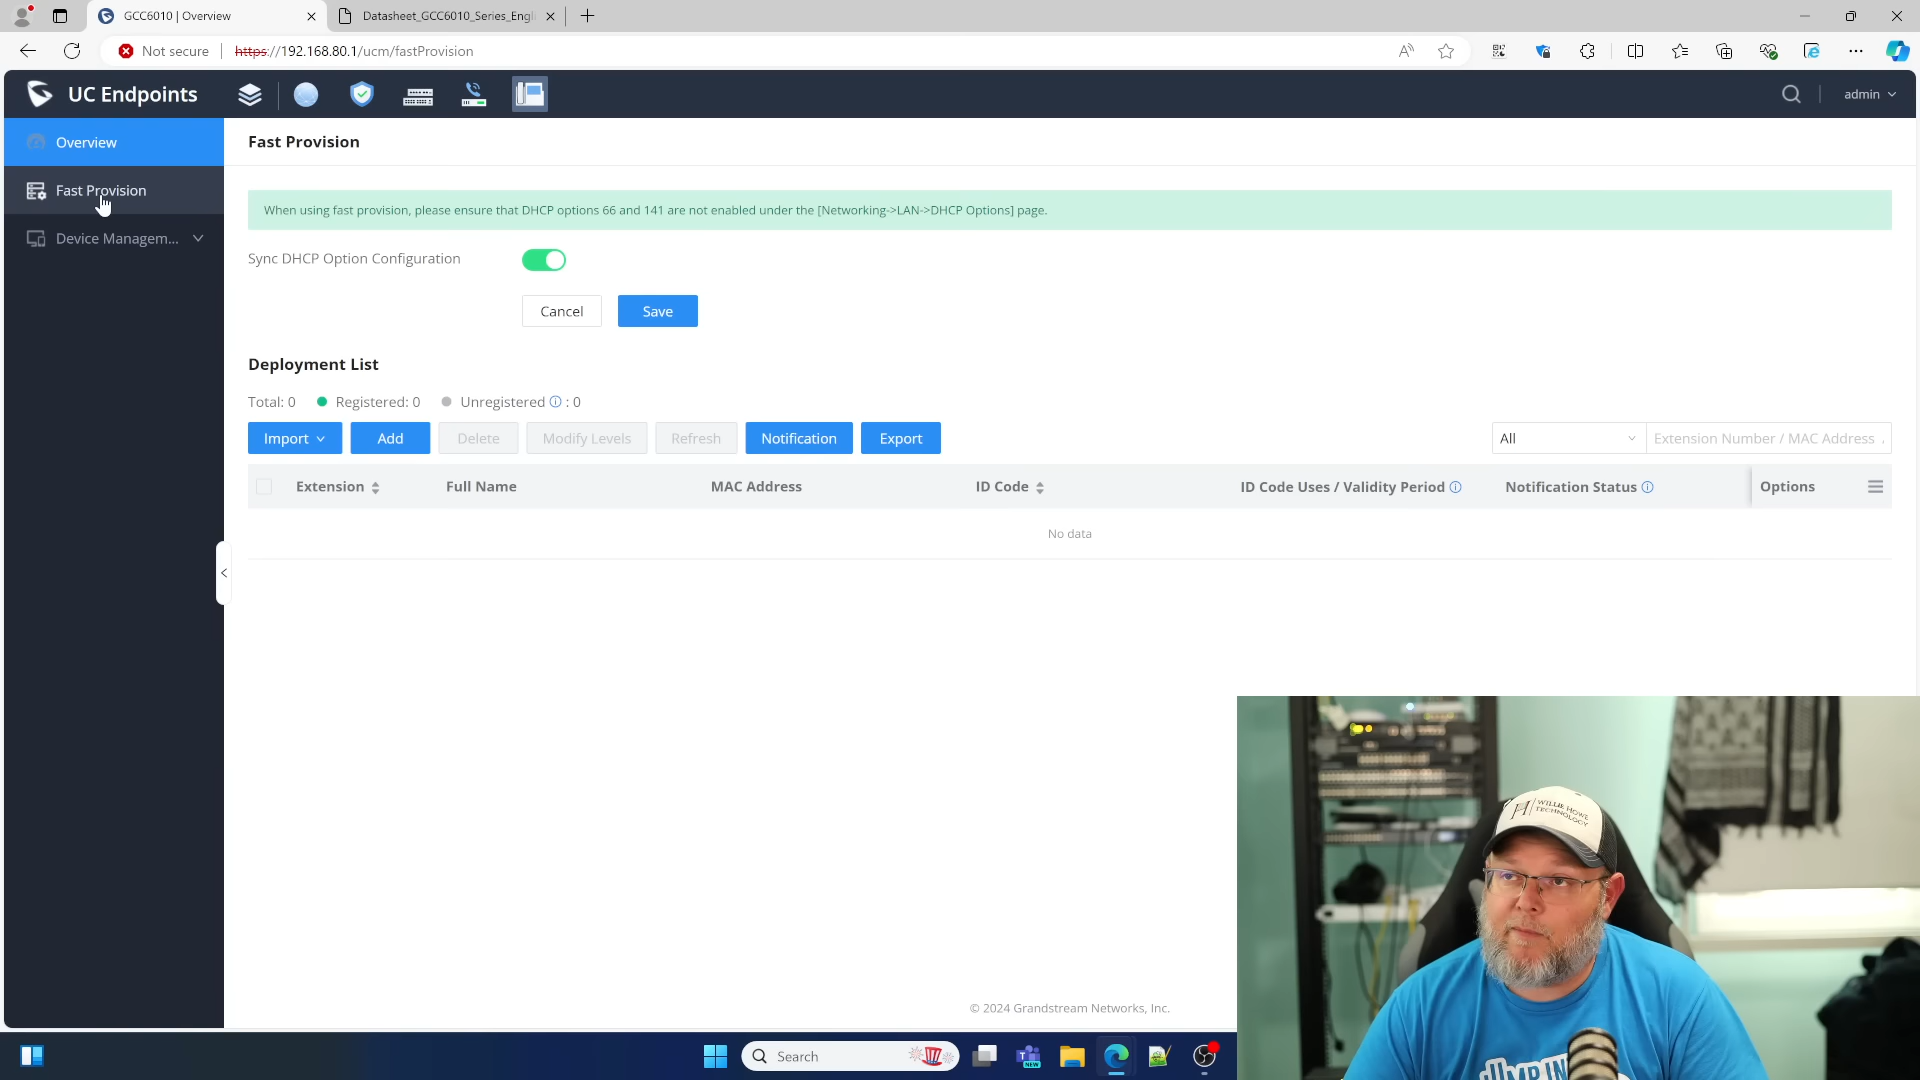 GCC6010 | Overview
Datasheet_GCC6010_Series_Engli
Not secure
https://192.168.80.1/ucm/fastProvision
UC Endpoints
admin
Overview
Fast Provision
Device Managem...
Fast Provision
When using fast provision, please ensure that DHCP options 66 and 141 are not enabled under the [Networking->LAN->DHCP Options] page.
Sync DHCP Option Configuration
Cancel
Save
Deployment List
Total: 0
Registered: 0
Unregistered : 0
Import
Add
Delete
Modify Levels
Refresh
Notification
Export
All
Extension Number / MAC Address
Extension
Full Name
MAC Address
ID Code
ID Code Uses / Validity Period
Notification Status
Options
No data
WILLIE HOWE
TECHNOLOGY
© 2024 Grandstream Networks, Inc.
Search
NEW